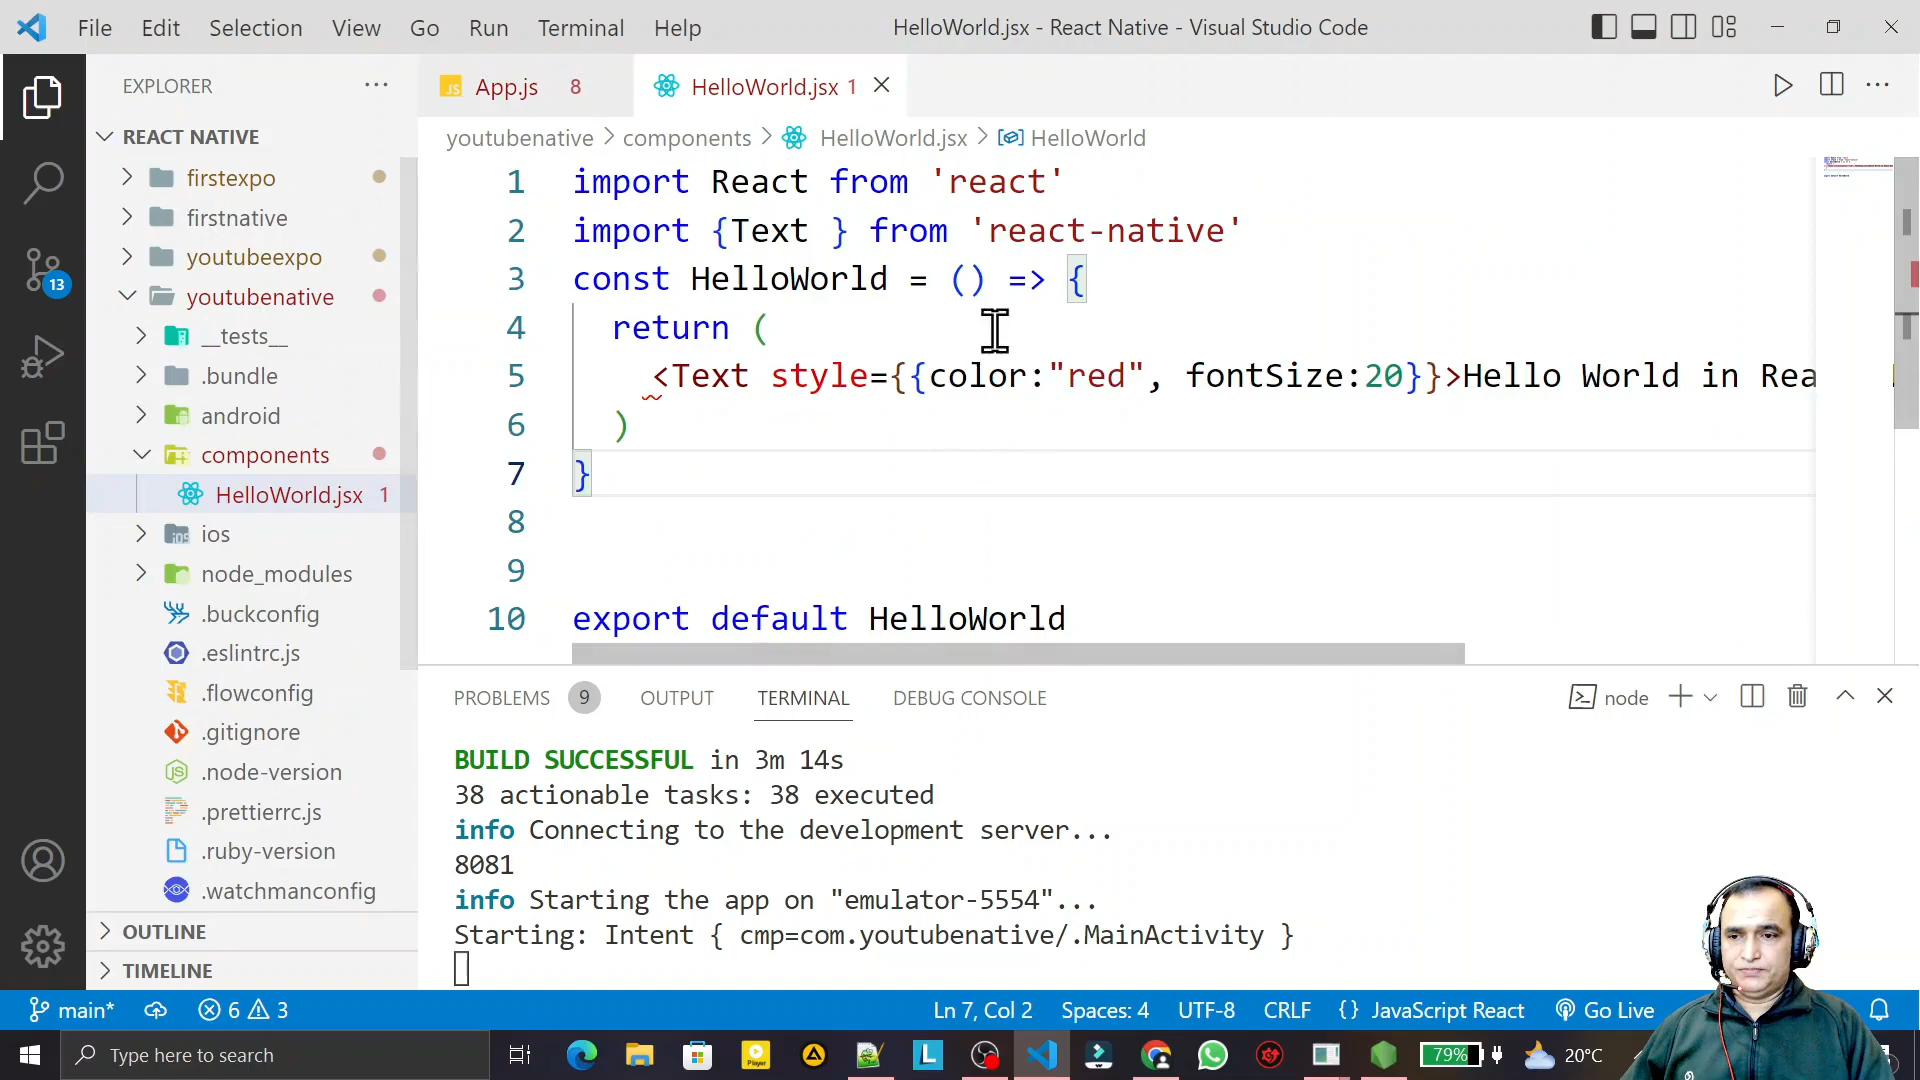 File Edit Selection View Go Run Terminal Help HelloWorld.jsx - React Native - Visual Studio Code
EXPLORER
JS App.js 8 HelloWorld.jsx 1
REACT NATIVE
youtubenative > components > HelloWorld.jsx > HelloWorld
firstexpo
firstnative
youtubeexpo
youtubenative
__tests__
.bundle
android
components
HelloWorld.jsx 1
ios
node_modules
.buckconfig
.eslintrc.js
.flowconfig
.gitignore
.node-version
.prettierrc.js
.ruby-version
.watchmanconfig
OUTLINE
TIMELINE
13
1 import React from 'react'
2 import {Text } from 'react-native'
3 const HelloWorld = () => {
4 return (
5 <Text style={{color:"red", fontSize:20}}>Hello World in Rea
6 )
7 }
8
9
10 export default HelloWorld
PROBLEMS 9 OUTPUT TERMINAL DEBUG CONSOLE node
BUILD SUCCESSFUL in 3m 14s
38 actionable tasks: 38 executed
info Connecting to the development server...
8081
info Starting the app on "emulator-5554"...
Starting: Intent { cmp=com.youtubenative/.MainActivity }
main* 6 3 Ln 7, Col 2 Spaces: 4 UTF-8 CRLF {} JavaScript React Go Live
Type here to search Player L 79% 20°C